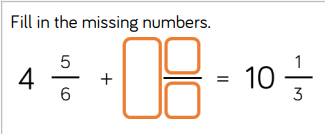 Fill in the missing numbers.
4 5/6 + = 10 1/3